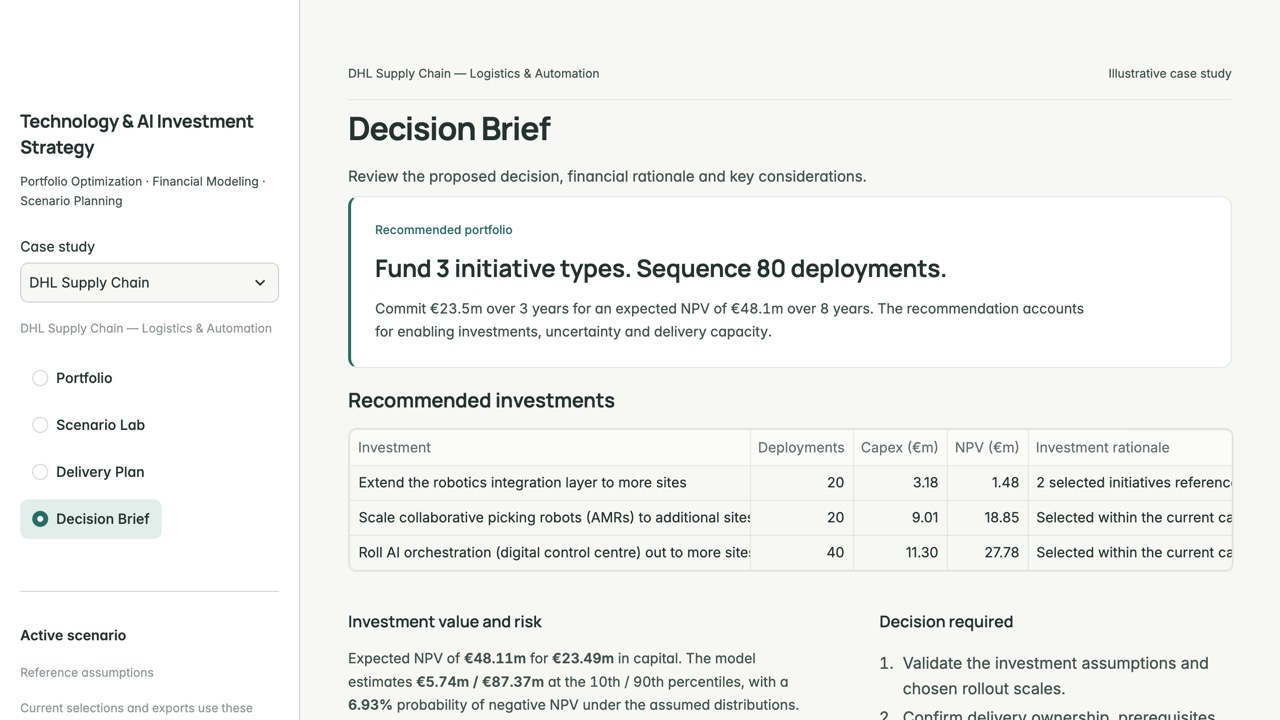 Technology & AI Investment
Strategy
Portfolio Optimization · Financial Modeling ·
Scenario Planning
Case study
DHL Supply Chain
DHL Supply Chain — Logistics & Automation
Portfolio
Scenario Lab
Delivery Plan
Decision Brief
Active scenario
Reference assumptions
Current selections and exports use these
DHL Supply Chain — Logistics & Automation
Illustrative case study
Decision Brief
Review the proposed decision, financial rationale and key considerations.
Recommended portfolio
Fund 3 initiative types. Sequence 80 deployments.
Commit €23.5m over 3 years for an expected NPV of €48.1m over 8 years. The recommendation accounts
for enabling investments, uncertainty and delivery capacity.
Recommended investments
Investment Deployments Capex (€m) NPV (€m) Investment rationale
Extend the robotics integration layer to more sites 20 3.18 1.48 2 selected initiatives referenc
Scale collaborative picking robots (AMRs) to additional sites 20 9.01 18.85 Selected within the current ca
Roll AI orchestration (digital control centre) out to more sites 40 11.30 27.78 Selected within the current ca
Investment value and risk
Expected NPV of €48.11m for €23.49m in capital. The model
estimates €5.74m / €87.37m at the 10th / 90th percentiles, with a
6.93% probability of negative NPV under the assumed distributions.
Decision required
1. Validate the investment assumptions and
chosen rollout scales.
2. Confirm delivery ownership, prerequisites